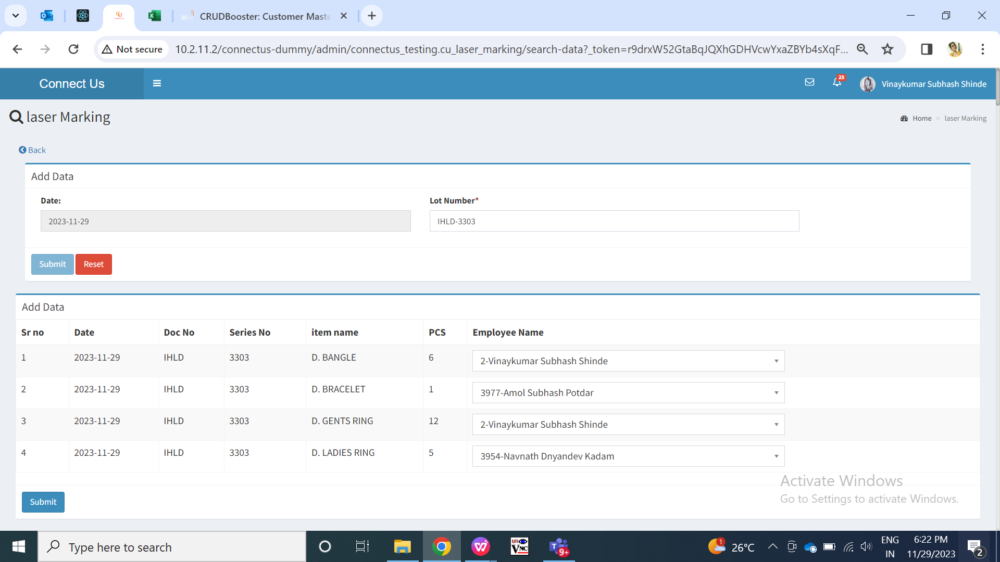 CRUDBooster: Customer Maste
Not secure
10.2.11.2/connectus-dummy/admin/connectus_testing.cu_laser_marking/search-data?_token=r9drxW52GtaBqJQXhGDHVcwYxaZBYb4sXqF...
Connect Us
25
Vinaykumar Subhash Shinde
laser Marking
Home > laser Marking
Back
Add Data
Date:
Lot Number*
2023-11-29
IHLD-3303
Submit
Reset
Add Data
Sr no Date Doc No Series No item name PCS Employee Name
1 2023-11-29 IHLD 3303 D. BANGLE 6 2-Vinaykumar Subhash Shinde
2 2023-11-29 IHLD 3303 D. BRACELET 1 3977-Amol Subhash Potdar
3 2023-11-29 IHLD 3303 D. GENTS RING 12 2-Vinaykumar Subhash Shinde
4 2023-11-29 IHLD 3303 D. LADIES RING 5 3954-Navnath Dnyandev Kadam
Activate Windows
Go to Settings to activate Windows.
Submit
Type here to search
VNC
T
9+
1
26°C
ENG
IN
6:22 PM
11/29/2023
2